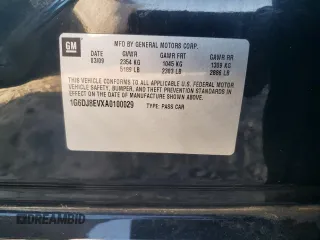 GM
MFD BY GENERAL MOTORS CORP.
DATE GVWR GAWR FRT GAWR RR
03/09 2354 KG 1045 KG 1309 KG
5189 LB 2303 LB 2886 LB
THIS VEHICLE CONFORMS TO ALL APPLICABLE U.S. FEDERAL MOTOR
VEHICLE SAFETY, BUMPER, AND THEFT PREVENTION STANDARDS
IN EFFECT ON THE DATE OF MANUFACTURE SHOWN ABOVE.
1G6DJ8EVXA0100029 TYPE: PASS CAR
DREAMBID